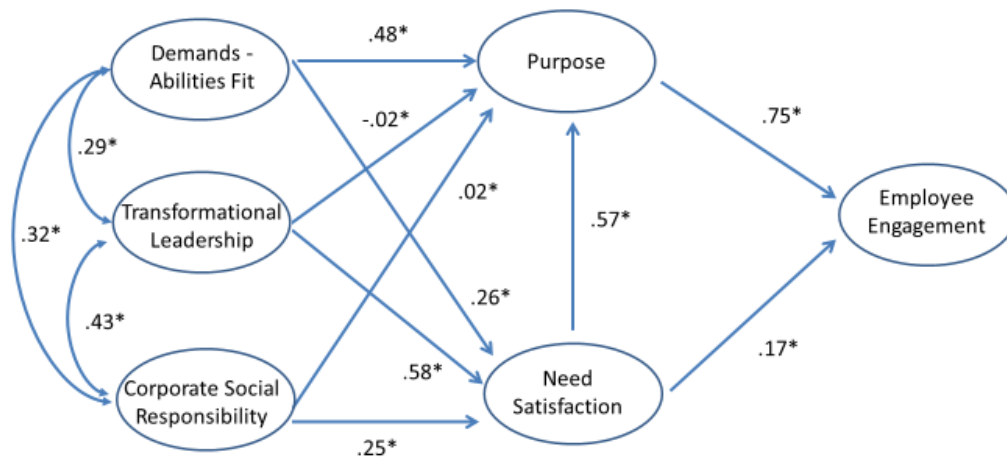 Demands -
Abilities Fit
.48*
Purpose
-.02*
.75*
.29*
.02*
Transformational
Leadership
.57*
Employee
Engagement
.32*
.26*
.43*
.58*
.17*
Corporate Social
Responsibility
Need
Satisfaction
.25*